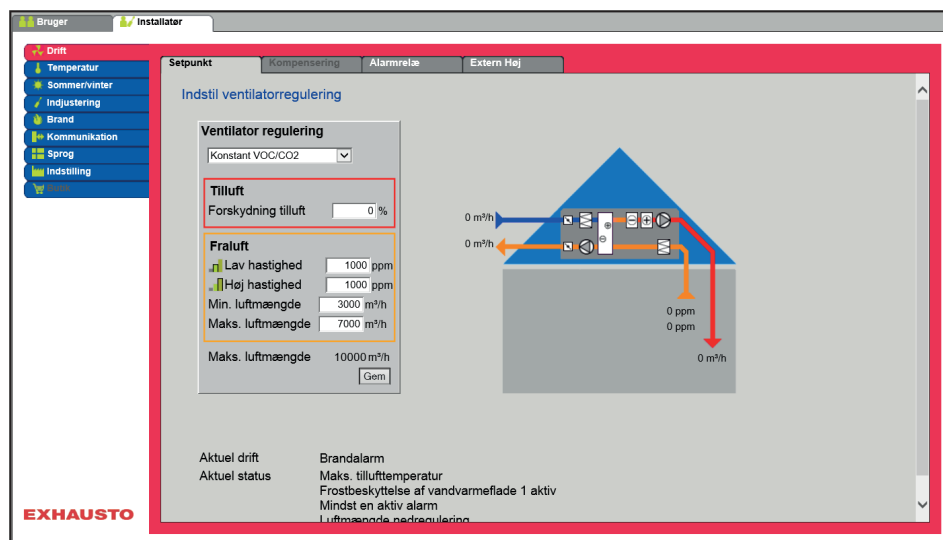 Bruger
Installatør
Drift
Temperatur
Sommer/vinter
Indjustering
Brand
Kommunikation
Sprog
Indstilling
Butik
Setpunkt
Kompensering
Alarmrelæ
Extern Høj
Indstil ventilatorregulering
Ventilator regulering
Konstant VOC/CO2
Tilluft
Forskydning tilluft 0 %
Fraluft
Lav hastighed 1000 ppm
Høj hastighed 1000 ppm
Min. luftmængde 3000 m³/h
Maks. luftmængde 7000 m³/h
Maks. luftmængde 10000 m³/h
Gem
0 m³/h
0 m³/h
0 ppm
0 ppm
0 m³/h
Aktuel drift Brandalarm
Aktuel status Maks. tillufttemperatur
Frostbeskyttelse af vandvarmeflade 1 aktiv
Mindst en aktiv alarm
Luftmængde nedregulering
EXHAUSTO